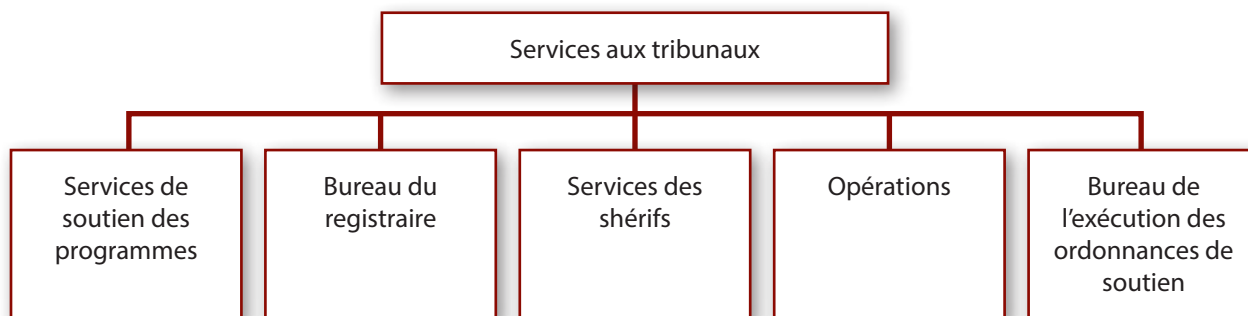 Services aux tribunaux
Services de
soutien des
programmes
Bureau du
registraire
Services des
shérifs
Opérations
Bureau de
l'exécution des
ordonnances de
soutien